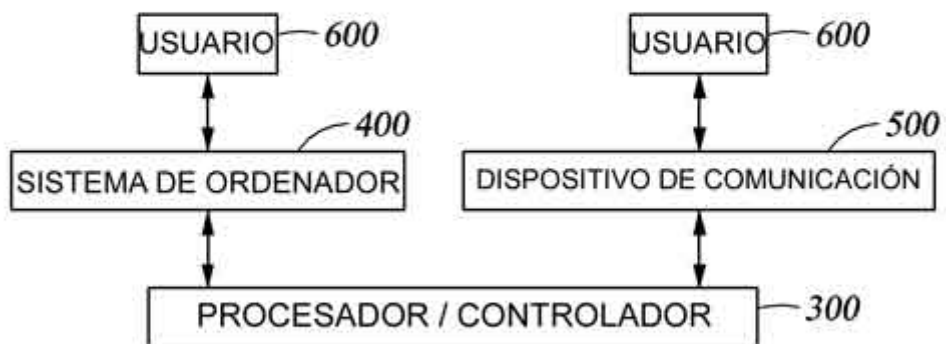 USUARIO 600 USUARIO 600
400 500
SISTEMA DE ORDENADOR DISPOSITIVO DE COMUNICACIÓN
PROCESADOR / CONTROLADOR 300